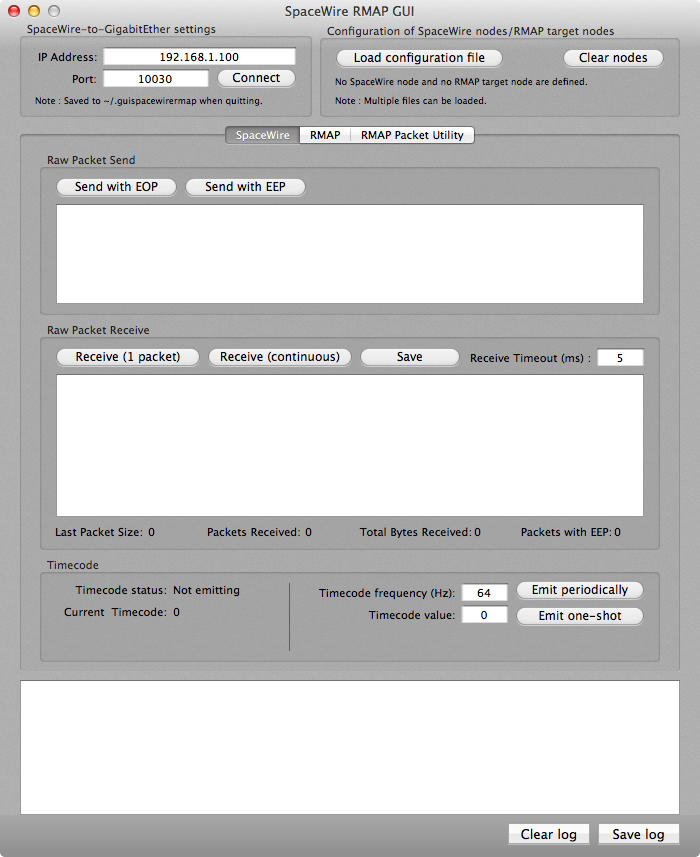 SpaceWire RMAP GUI
SpaceWire-to-GigabitEther settings
IP Address: 192.168.1.100
Port: 10030 Connect
Note : Saved to ~/.guispacewirermap when quitting.
Configuration of SpaceWire nodes/RMAP target nodes
Load configuration file Clear nodes
No SpaceWire node and no RMAP target node are defined.
Note : Multiple files can be loaded.
SpaceWire RMAP RMAP Packet Utility
Raw Packet Send
Send with EOP Send with EEP
Raw Packet Receive
Receive (1 packet) Receive (continuous) Save Receive Timeout (ms) : 5
Last Packet Size: 0 Packets Received: 0 Total Bytes Received: 0 Packets with EEP: 0
Timecode
Timecode status: Not emitting
Current Timecode: 0
Timecode frequency (Hz): 64 Emit periodically
Timecode value: 0 Emit one-shot
Clear log Save log